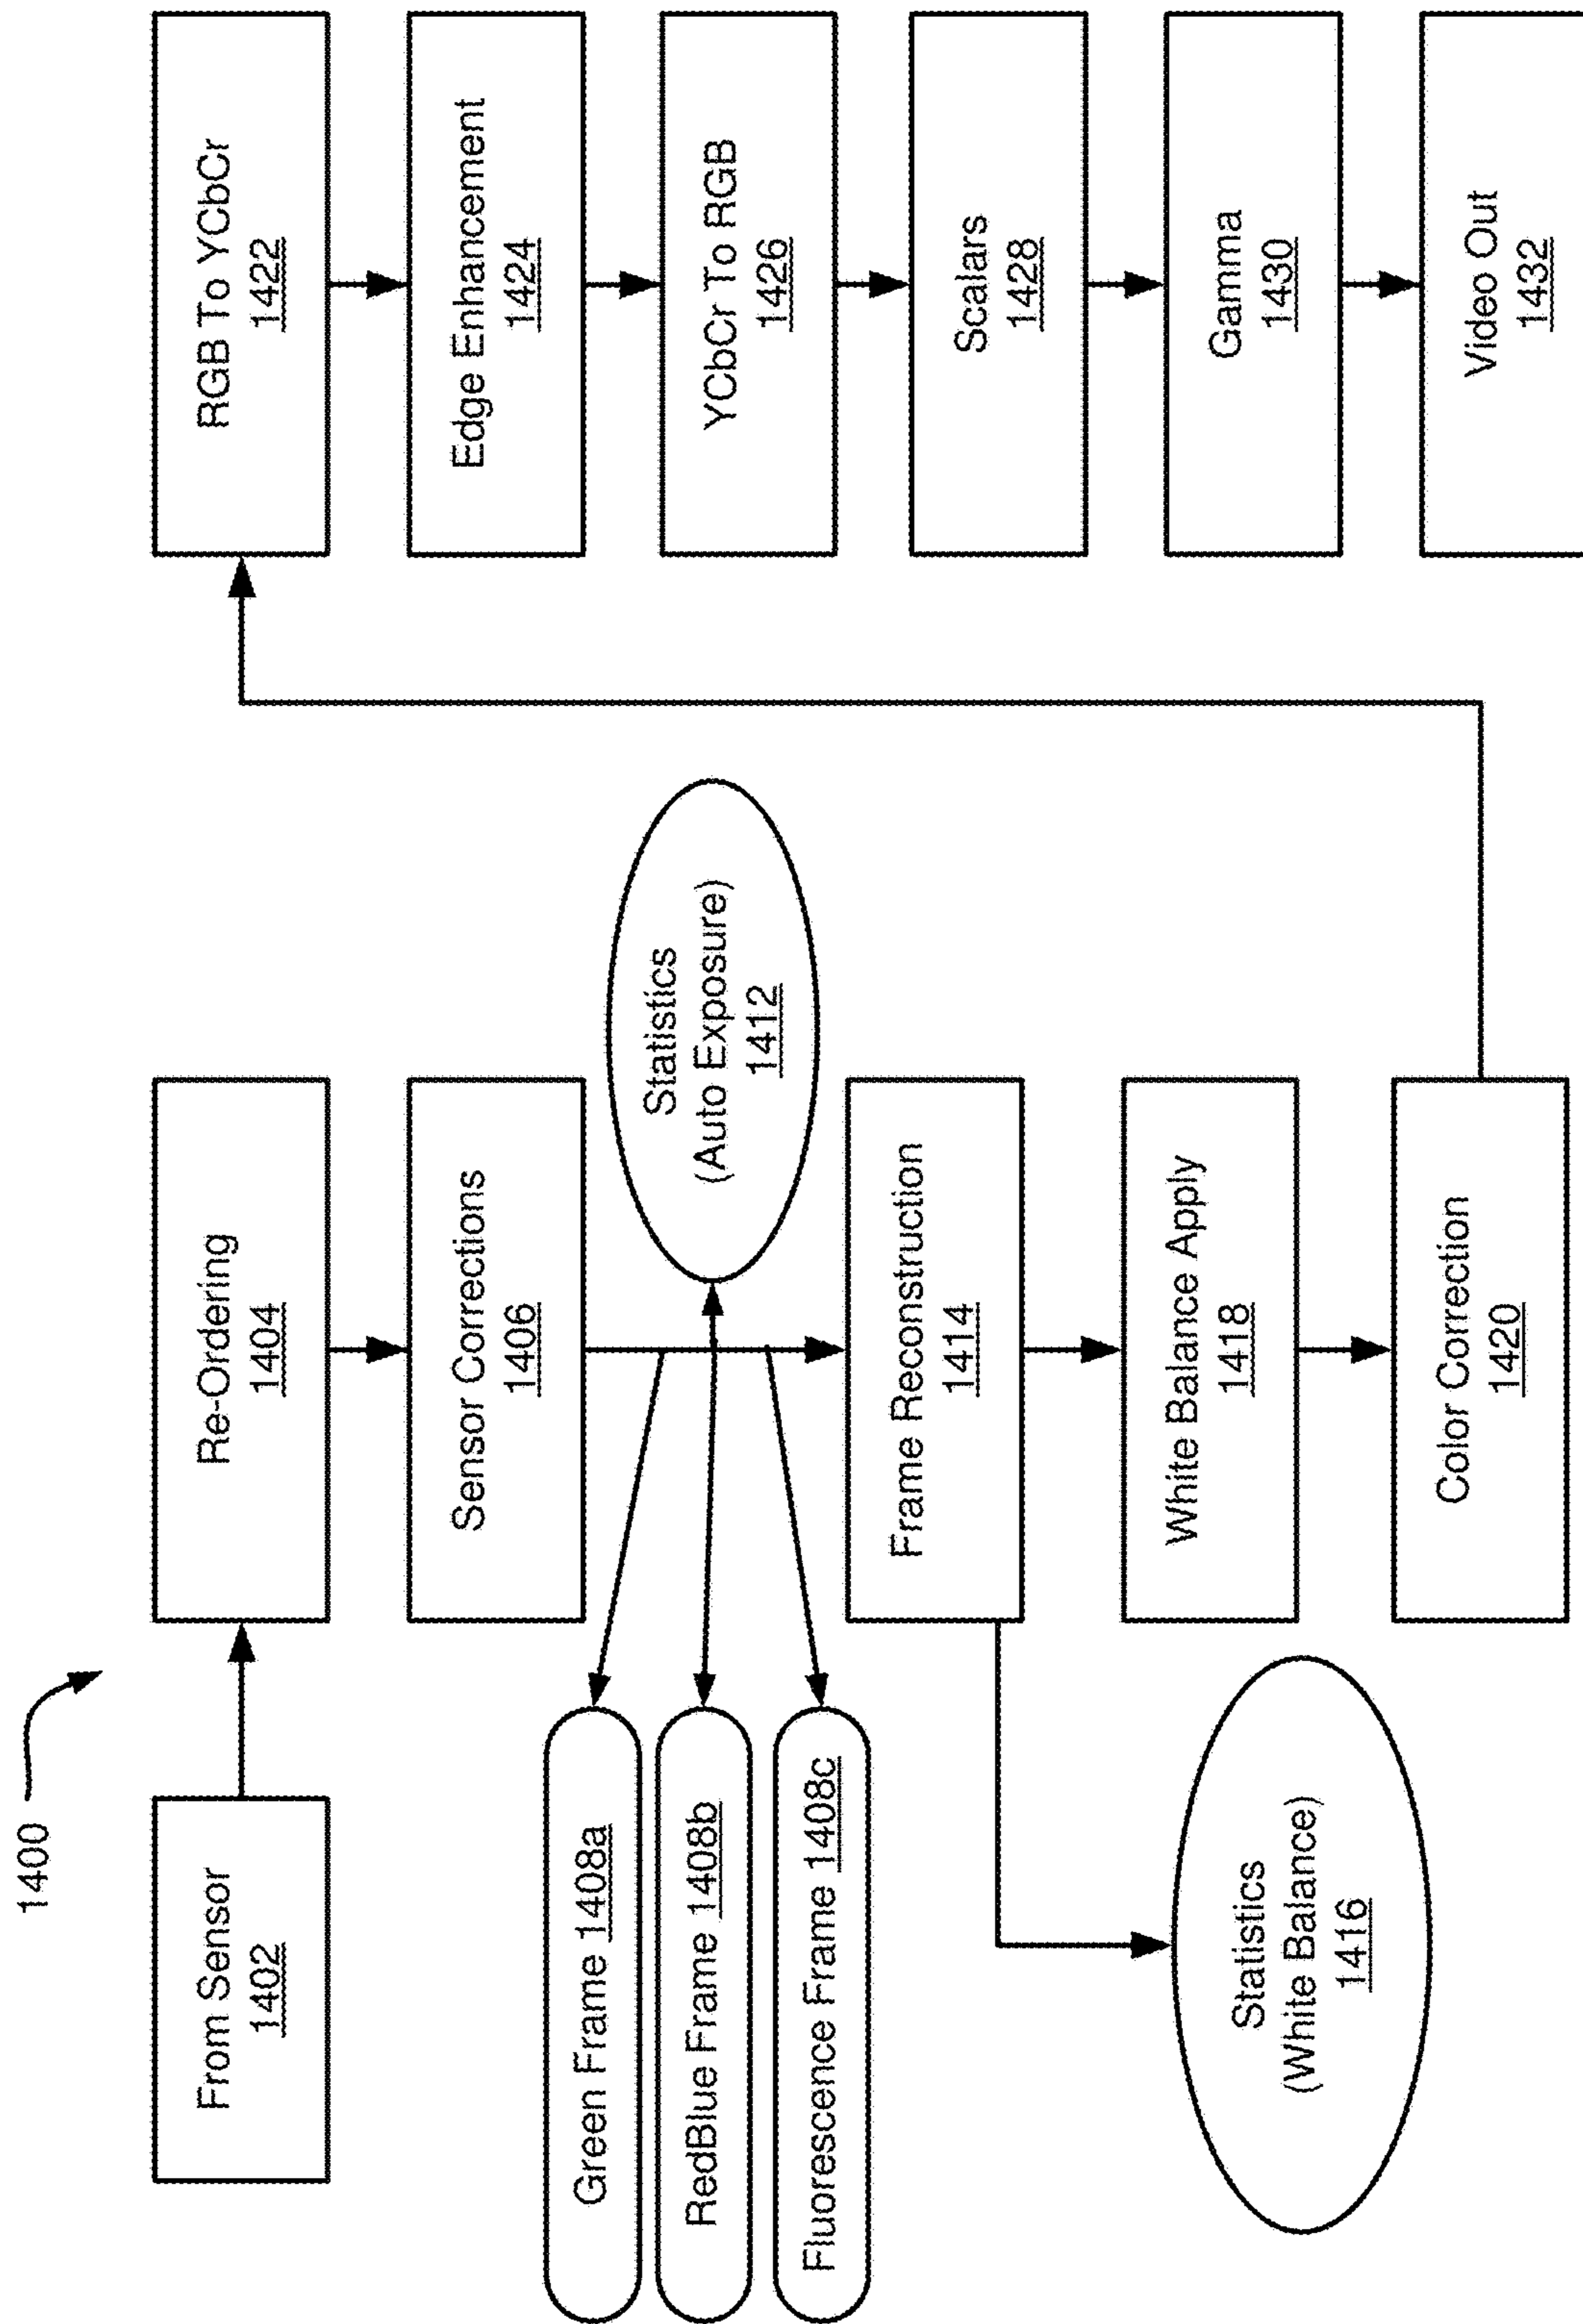 1400
From Sensor
1402
Re-Ordering
1404
Sensor Corrections
1406
Green Frame 1408a
RedBlue Frame 1408b
Fluorescence Frame 1408c
Statistics
(Auto Exposure)
1412
Frame Reconstruction
1414
Statistics
(White Balance)
1416
White Balance Apply
1418
Color Correction
1420
RGB To YCbCr
1422
Edge Enhancement
1424
YCbCr To RGB
1426
Scalars
1428
Gamma
1430
Video Out
1432